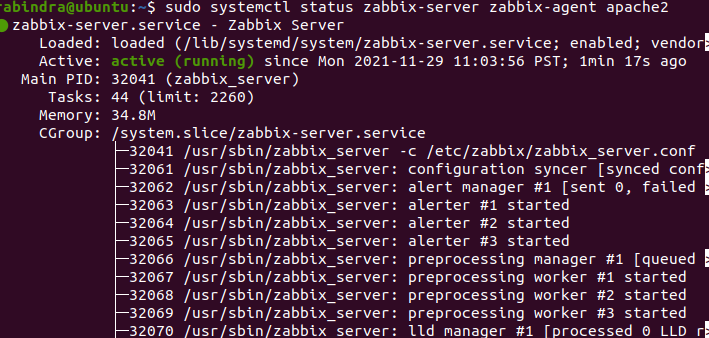 rabindra@ubuntu:~$ sudo systemctl status zabbix-server zabbix-agent apache2
● zabbix-server.service - Zabbix Server
     Loaded: loaded (/lib/systemd/system/zabbix-server.service; enabled; vendor>
     Active: active (running) since Mon 2021-11-29 11:03:56 PST; 1min 17s ago
   Main PID: 32041 (zabbix_server)
      Tasks: 44 (limit: 2260)
     Memory: 34.8M
     CGroup: /system.slice/zabbix-server.service
             ├─32041 /usr/sbin/zabbix_server -c /etc/zabbix/zabbix_server.conf
             ├─32061 /usr/sbin/zabbix_server: configuration syncer [synced conf>
             ├─32062 /usr/sbin/zabbix_server: alert manager #1 [sent 0, failed >
             ├─32063 /usr/sbin/zabbix_server: alerter #1 started
             ├─32064 /usr/sbin/zabbix_server: alerter #2 started
             ├─32065 /usr/sbin/zabbix_server: alerter #3 started
             ├─32066 /usr/sbin/zabbix_server: preprocessing manager #1 [queued >
             ├─32067 /usr/sbin/zabbix_server: preprocessing worker #1 started
             ├─32068 /usr/sbin/zabbix_server: preprocessing worker #2 started
             ├─32069 /usr/sbin/zabbix_server: preprocessing worker #3 started
             ├─32070 /usr/sbin/zabbix_server: lld manager #1 [processed 0 LLD r>